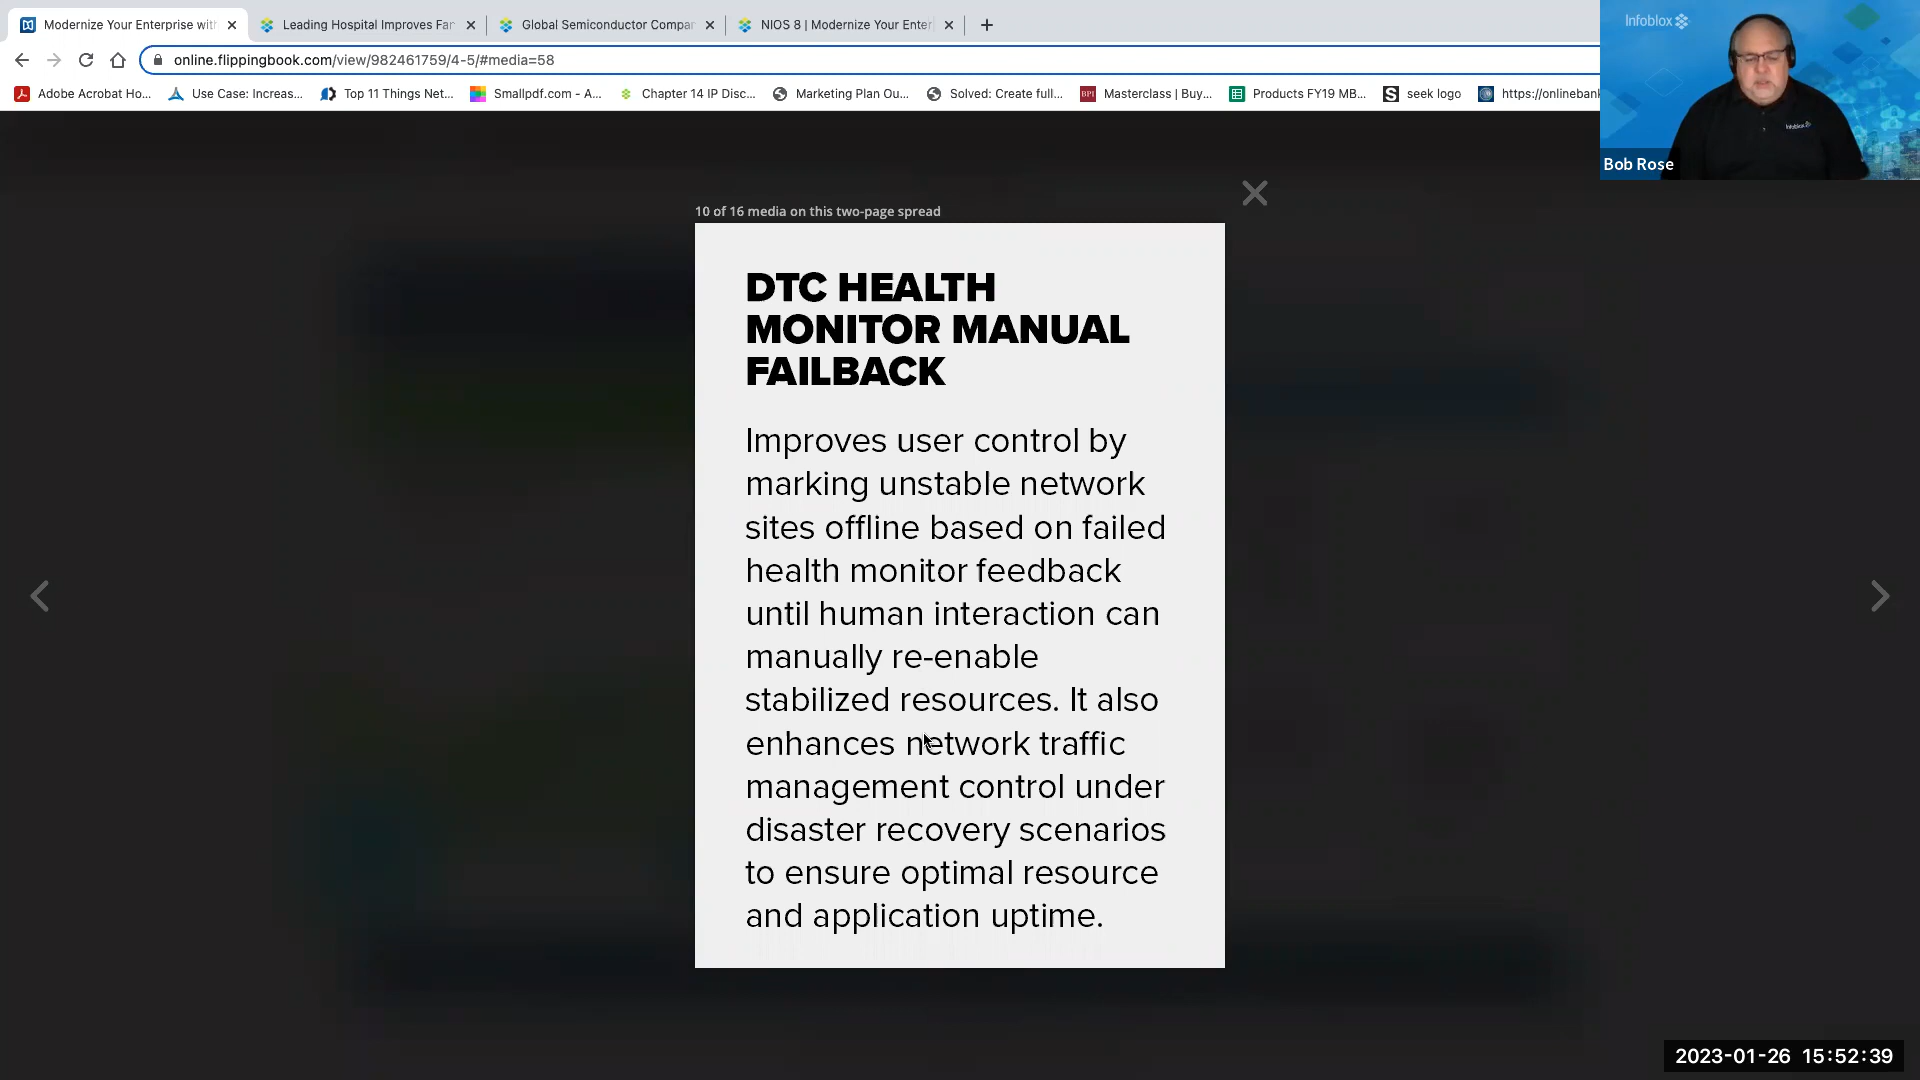 Modernize Your Enterprise with
Leading Hospital Improves Far
Global Semiconductor Compar
NIOS 8 | Modernize Your Enter
online.flippingbook.com/view/982461759/4-5/#media=58
Adobe Acrobat Ho...
Use Case: Increas...
Top 11 Things Net...
Smallpdf.com - A...
Chapter 14 IP Disc...
Marketing Plan Ou...
Solved: Create full...
BPI
Masterclass | Buy...
Products FY19 MB...
seek logo
https://onlinebank
Infoblox
infoblox
Bob Rose
10 of 16 media on this two-page spread
DTC HEALTH
MONITOR MANUAL
FAILBACK
Improves user control by
marking unstable network
sites offline based on failed
health monitor feedback
until human interaction can
manually re-enable
stabilized resources. It also
enhances network traffic
management control under
disaster recovery scenarios
to ensure optimal resource
and application uptime.
2023-01-26 15:52:39